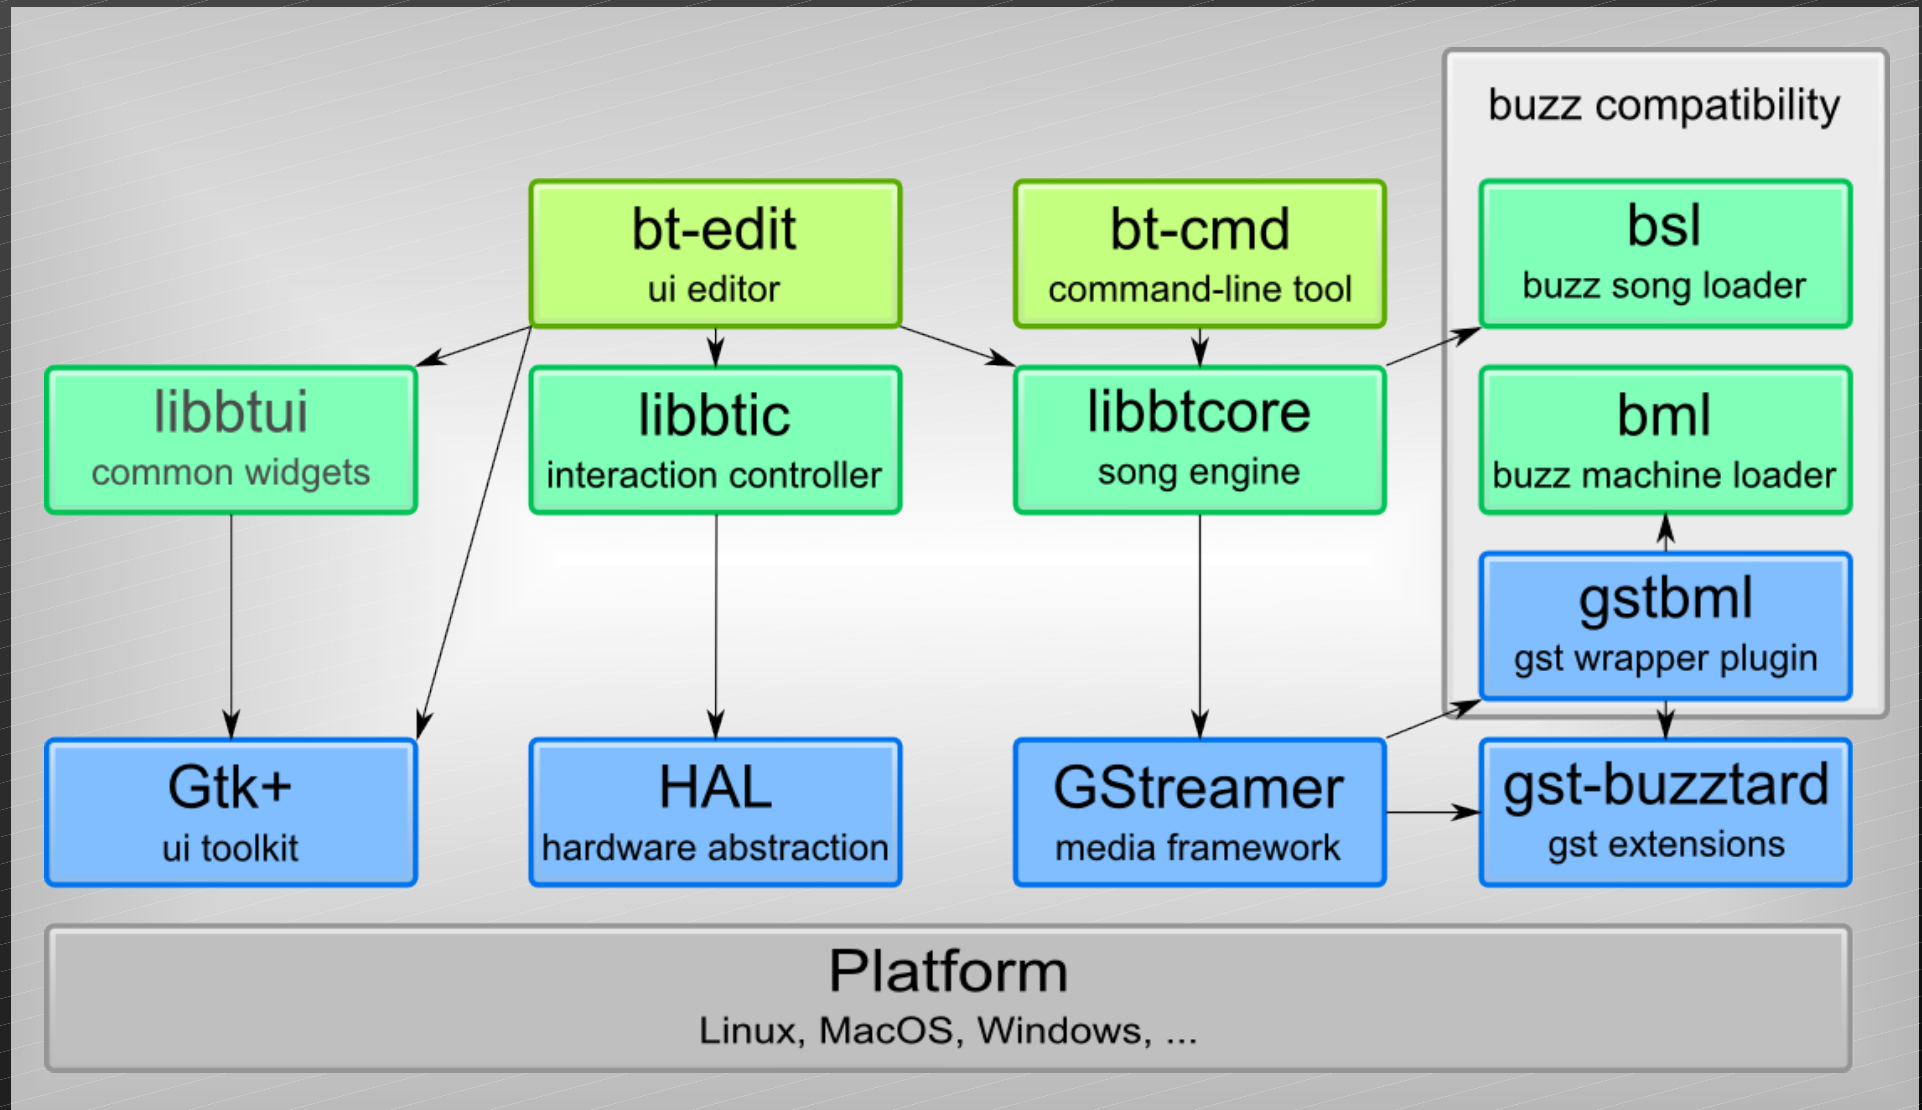 buzz compatibility
bt-edit
ui editor
bt-cmd
command-line tool
bsl
buzz song loader
libbtui
common widgets
libbtic
interaction controller
libbtcore
song engine
bml
buzz machine loader
gstbml
gst wrapper plugin
Gtk+
ui toolkit
HAL
hardware abstraction
GStreamer
media framework
gst-buzztard
gst extensions
Platform
Linux, MacOS, Windows, ...